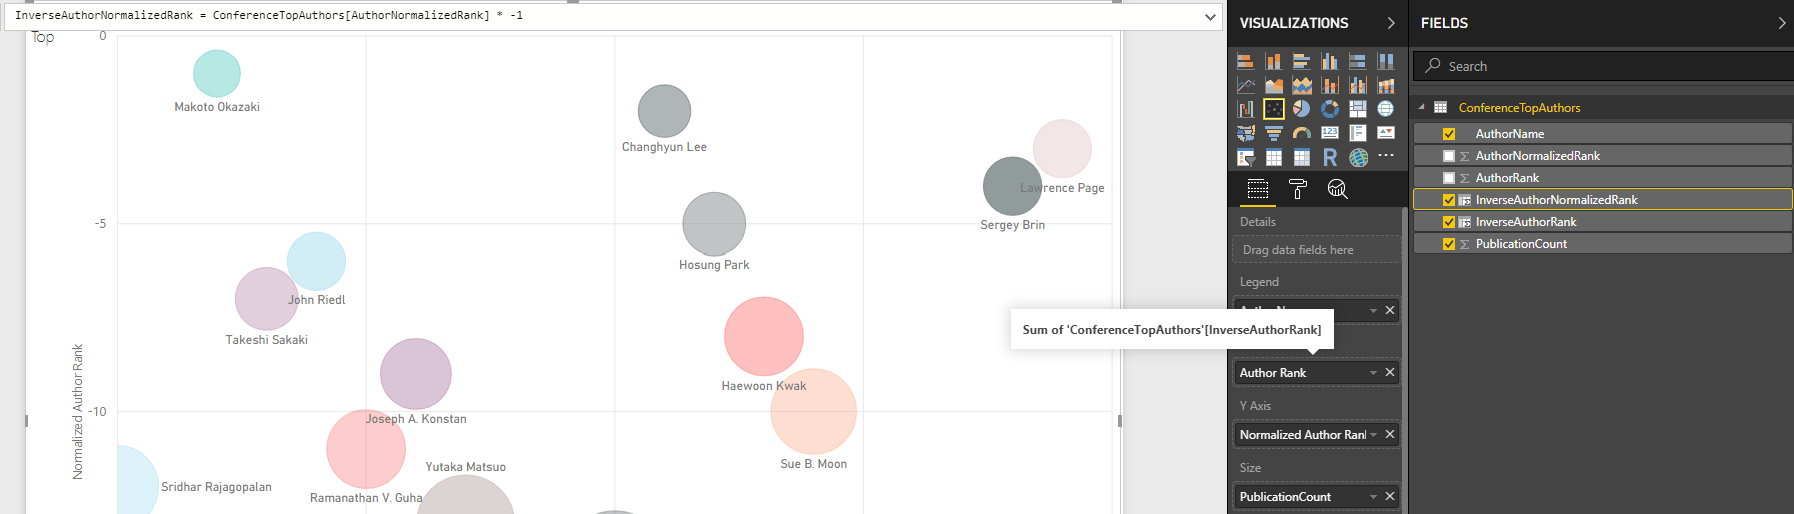 InverseAuthorNormalizedRank = ConferenceTopAuthors[AuthorNormalizedRank] * -1
Top
0
-5
-10
Normalized Author Rank
Makoto Okazaki
Changhyun Lee
Lawrence Page
Sergey Brin
Hosung Park
John Riedl
Takeshi Sakaki
Haewoon Kwak
Joseph A. Konstan
Sue B. Moon
Yutaka Matsuo
Sridhar Rajagopalan
Ramanathan V. Guha
VISUALIZATIONS
123
R
Details
Drag data fields here
Legend
Sum of 'ConferenceTopAuthors'[InverseAuthorRank]
Author Rank
Y Axis
Normalized Author Ran
Size
PublicationCount
FIELDS
Search
ConferenceTopAuthors
AuthorName
AuthorNormalizedRank
AuthorRank
InverseAuthorNormalizedRank
InverseAuthorRank
PublicationCount